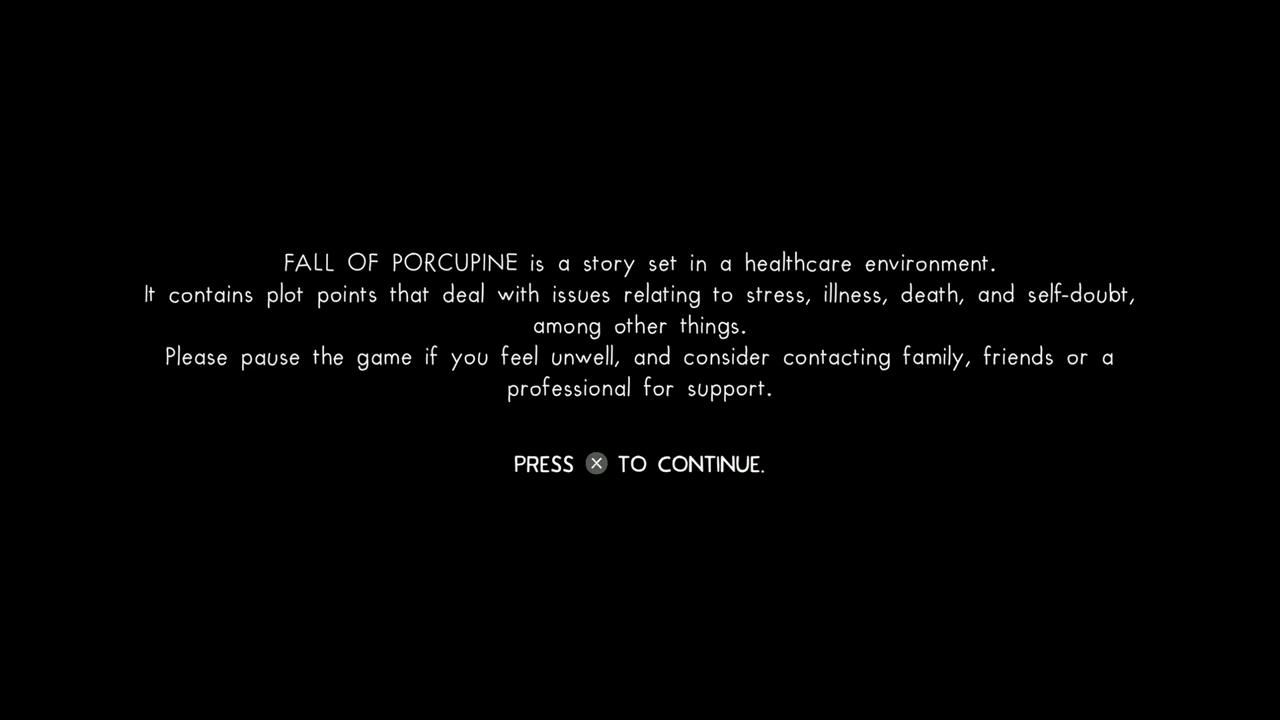 FALL OF PORCUPINE is a story set in a healthcare environment.
It contains plot points that deal with issues relating to stress, illness, death, and self-doubt,
among other things.
Please pause the game if you feel unwell, and consider contacting family, friends or a
professional for support.
PRESS ⓧ TO CONTINUE.